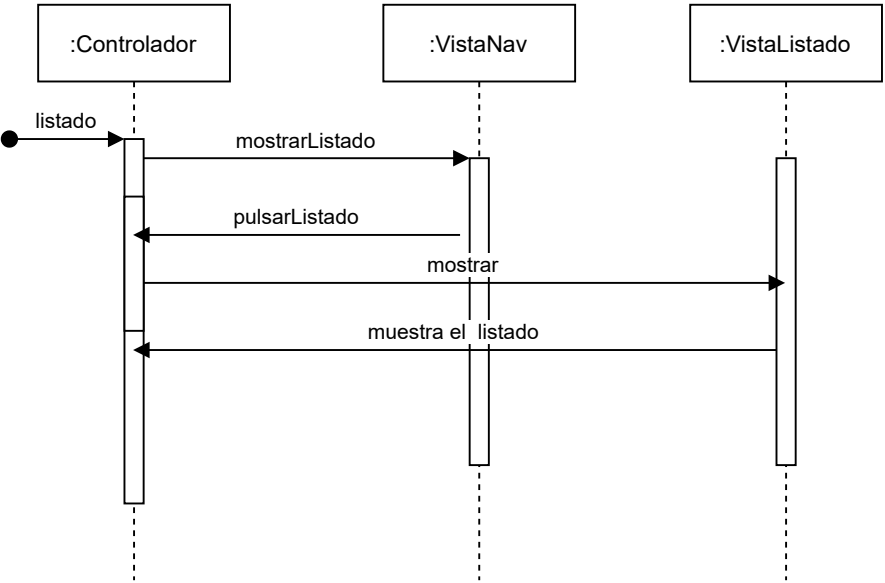 :Controlador
:VistaNav
:VistaListado
listado
mostrarListado
pulsarListado
mostrar
muestra el  listado